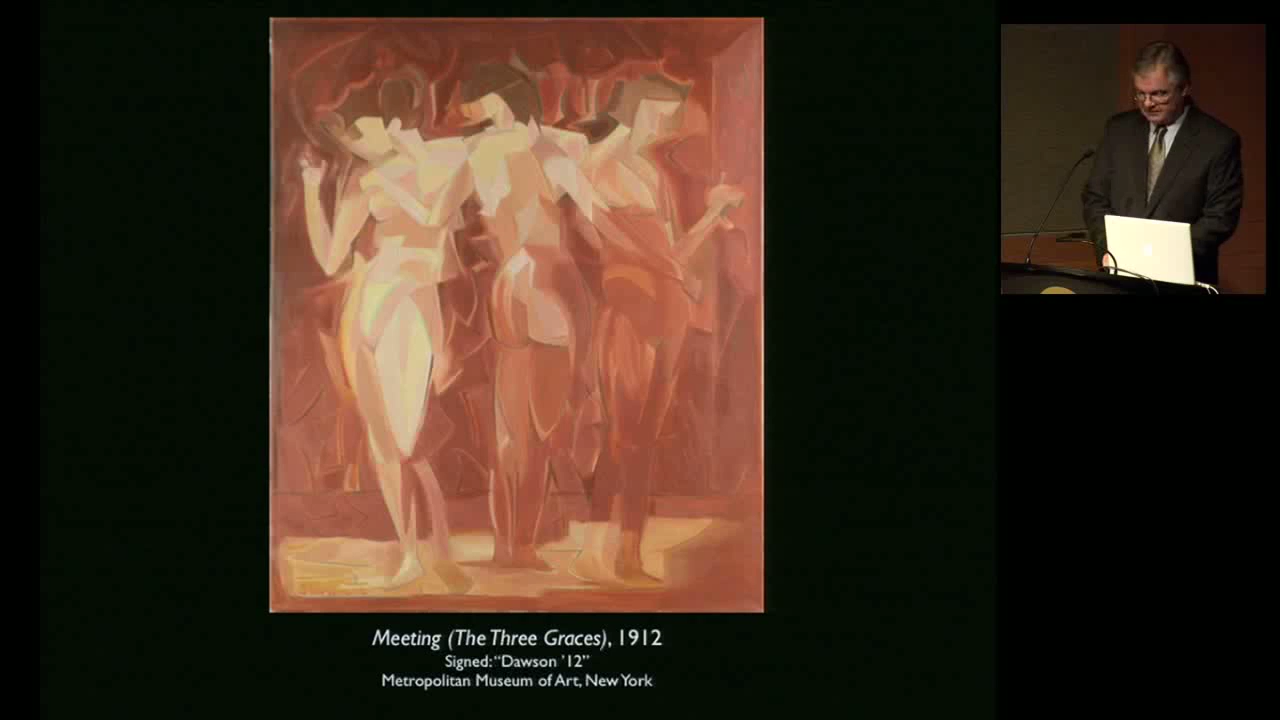 Meeting (The Three Graces), 1912
Signed: “Dawson ’12”
Metropolitan Museum of Art, New York